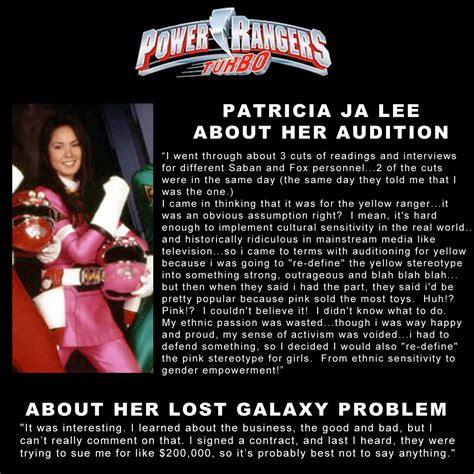 POWER RANGERS
TURBO
PATRICIA JA LEE
ABOUT HER AUDITION
"I went through about 3 cuts of readings and interviews
for different Saban and Fox personnel...2 of the cuts
were in the same day (the same day they told me that I
was the one.)
I came in thinking that it was for the yellow ranger...it
was an obvious assumption right?  I mean, it's hard
enough to implement cultural sensitivity in the real world..
and historically ridiculous in mainstream media like
television...so i came to terms with auditioning for yellow
because i was going to "re-define" the yellow stereotype
into something strong, outrageous and blah blah blah...
but then when they said i had the part, they said i'd be
pretty popular because pink sold the most toys.  Huh!?
Pink!?  I couldn't believe it!  I didn't know what to do.
My ethnic passion was wasted...though i was way happy
and proud, my sense of activism was voided...i had to
defend something, so I decided I would also "re-define"
the pink stereotype for girls.  From ethnic sensitivity to
gender empowerment!"
ABOUT HER LOST GALAXY PROBLEM
"It was interesting. I learned about the business, the good and bad, but I
can't really comment on that. I signed a contract, and last I heard, they were
trying to sue me for like $200,000, so it's probably best not to say anything."